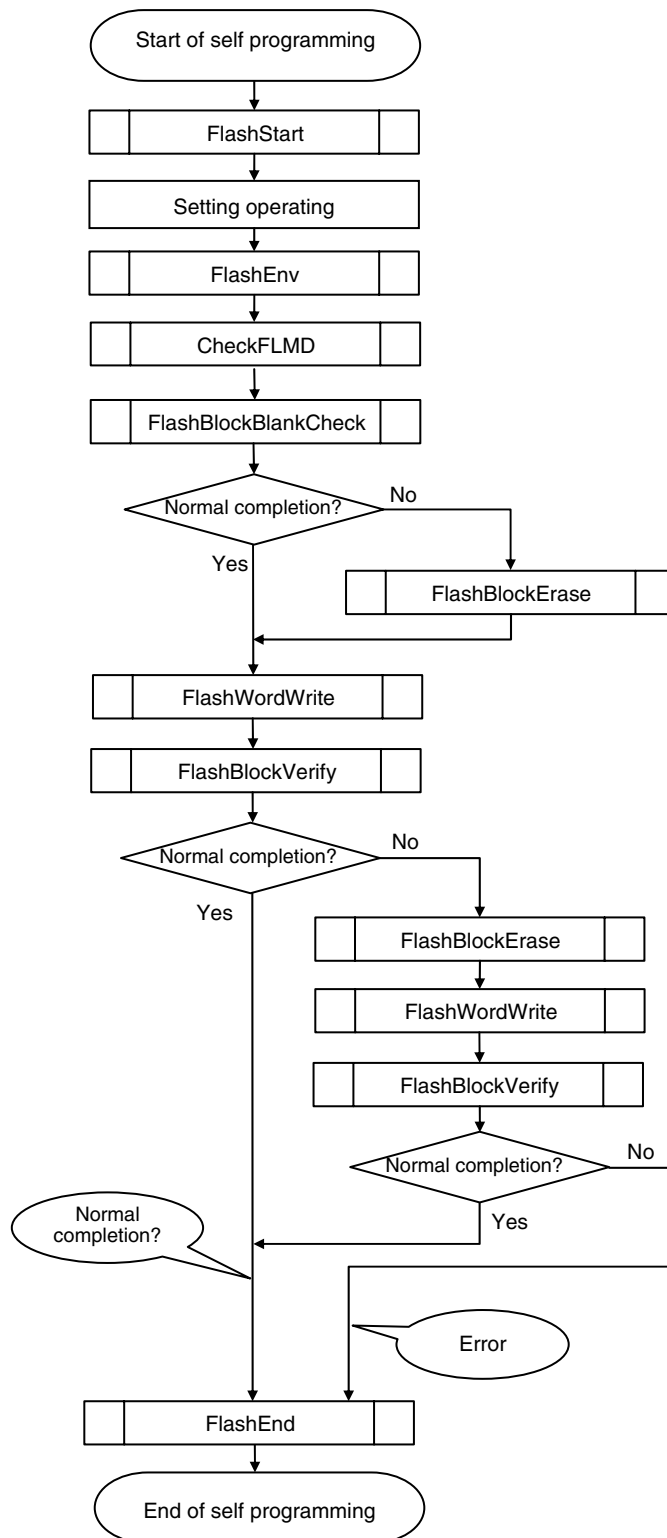 Start of self programming
FlashStart
Setting operating
FlashEnv
CheckFLMD
FlashBlockBlankCheck
Normal completion?
No
Yes
FlashBlockErase
FlashWordWrite
FlashBlockVerify
Normal completion?
No
Yes
FlashBlockErase
FlashWordWrite
FlashBlockVerify
Normal completion?
No
Yes
Normal
completion?
Error
FlashEnd
End of self programming